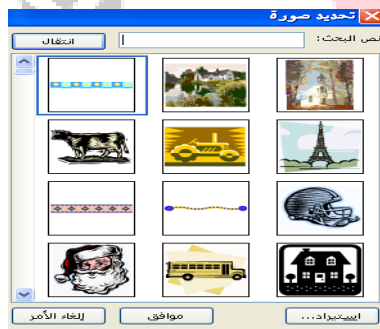 تحديد صورة
نص البحث:
انتقال
استيراد...
موافق
إلغاء الأمر